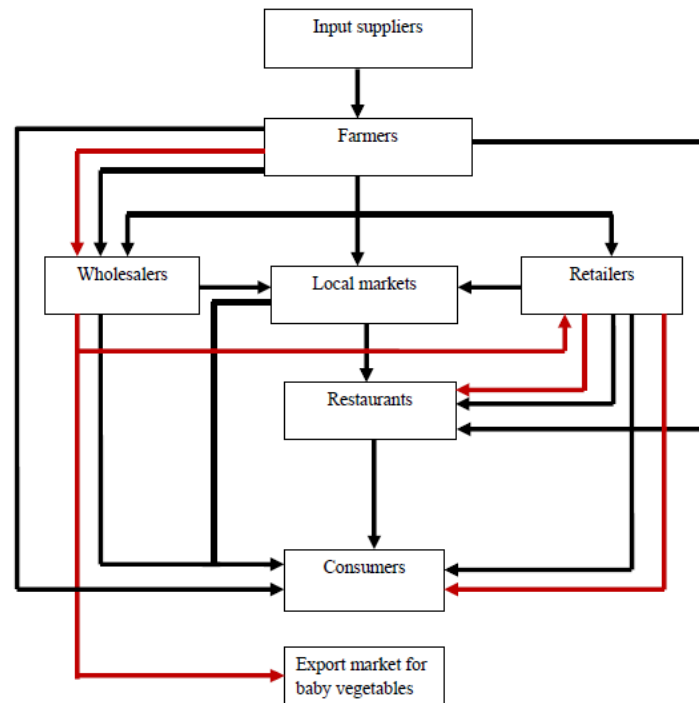 Input suppliers
Farmers
Wholesalers
Local markets
Retailers
Restaurants
Consumers
Export market for
baby vegetables